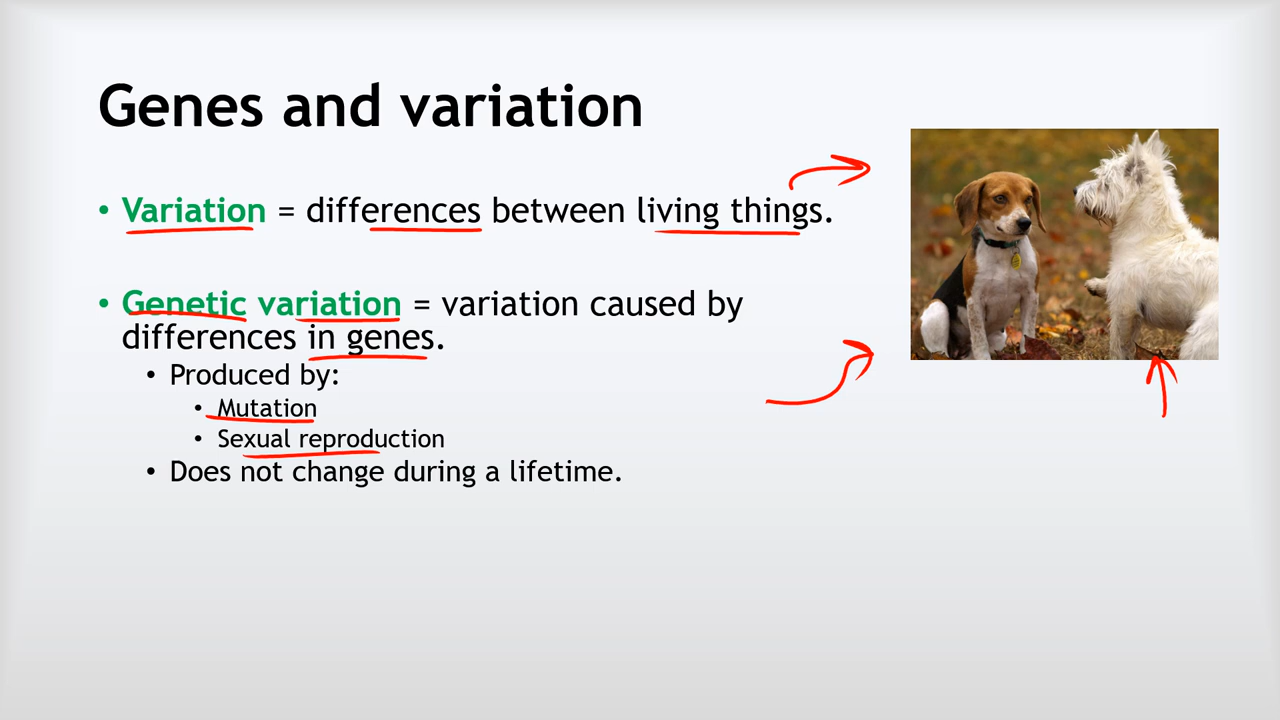 Genes and variation
• Variation = differences between living things.
• Genetic variation = variation caused by
differences in genes.
• Produced by:
• Mutation
• Sexual reproduction
• Does not change during a lifetime.